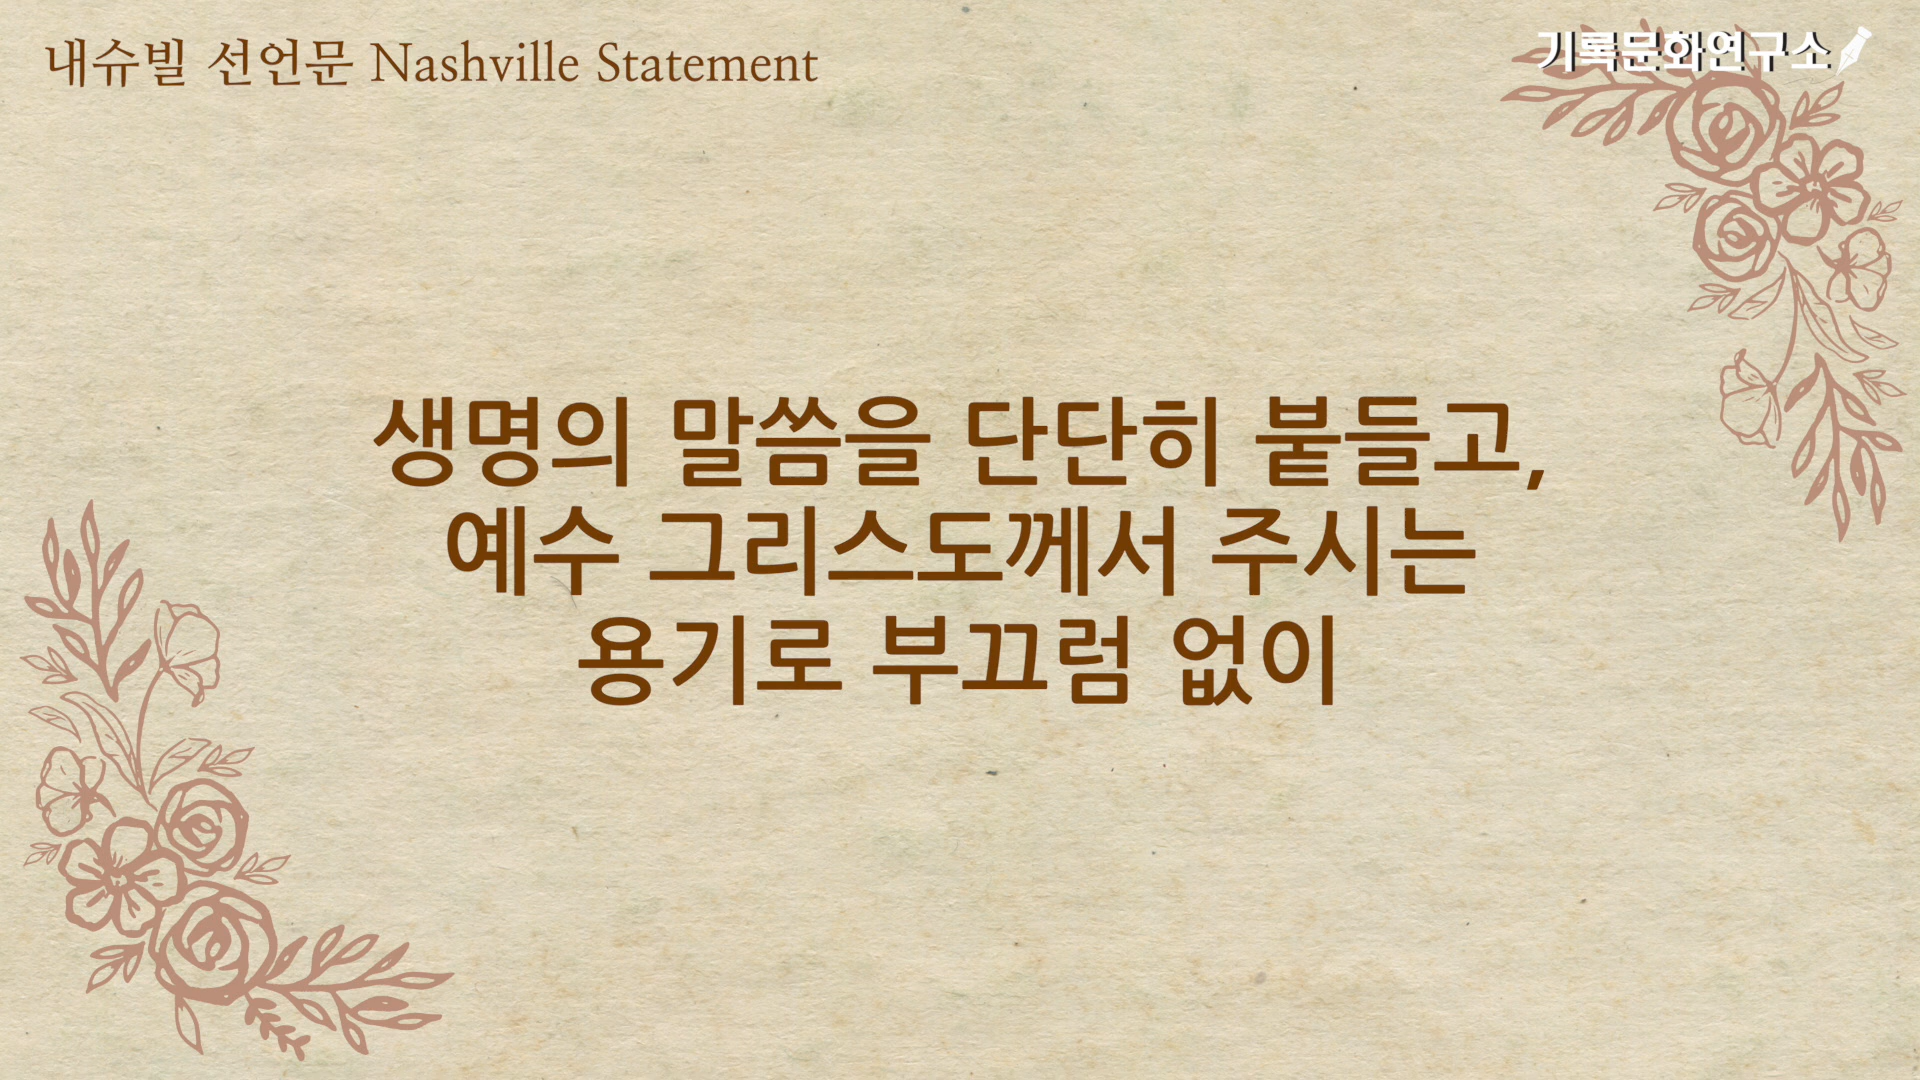 내슈빌 선언문 Nashville Statement
기록문화연구소
생명의 말씀을 단단히 붙들고,
예수 그리스도께서 주시는
용기로 부끄럼 없이